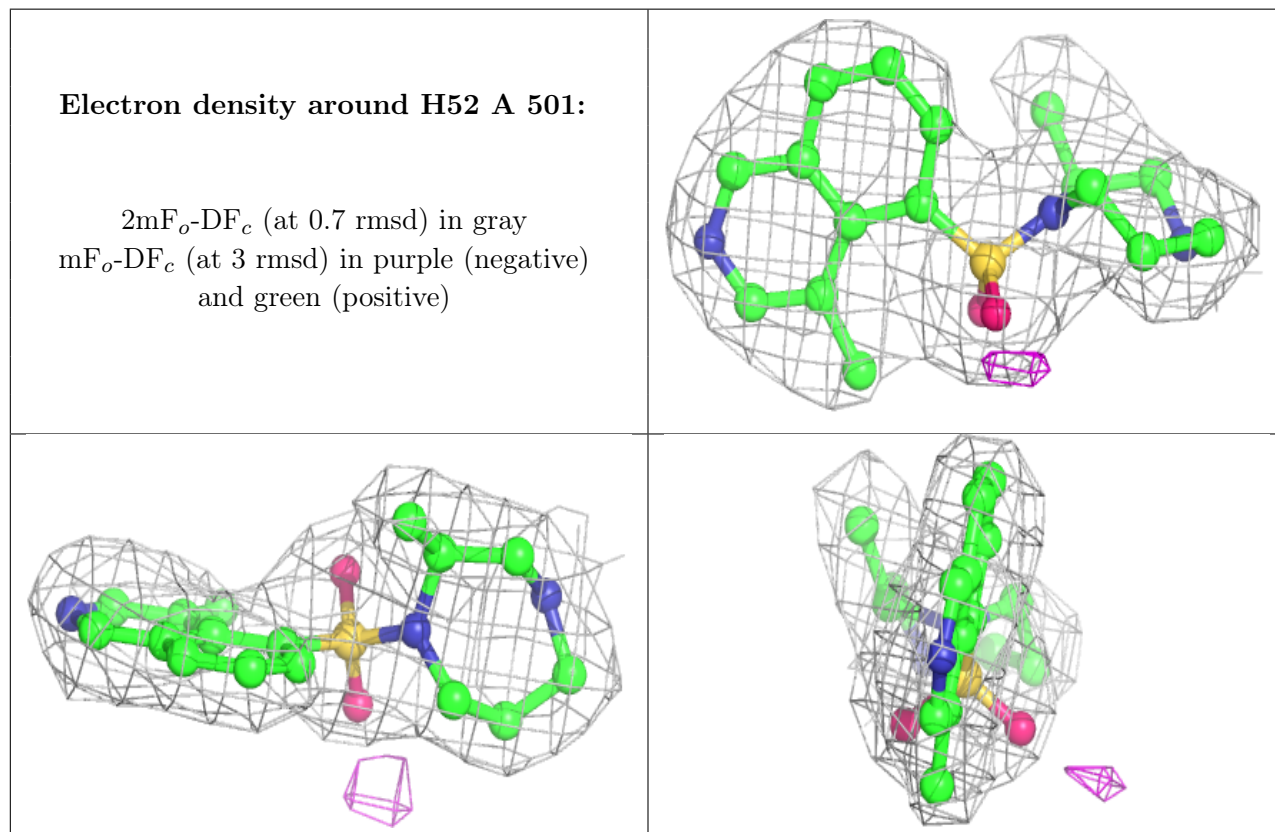 Electron density around H52 A 501:
2mFo-DFc (at 0.7 rmsd) in gray
mFo-DFc (at 3 rmsd) in purple (negative)
and green (positive)